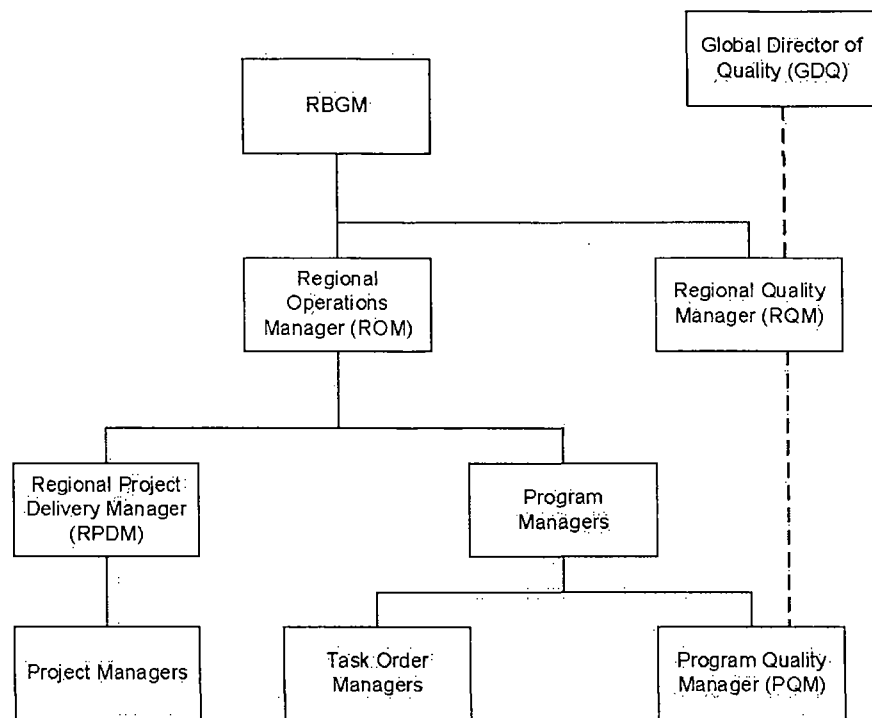 Global Director of
Quality (GDQ)
RBGM
Regional
Operations
Manager (ROM)
Regional Quality
Manager (RQM)
Regional Project
Delivery Manager
(RPDM)
Program
Managers
Project Managers
Task Order
Managers
Program Quality
Manager (PQM)